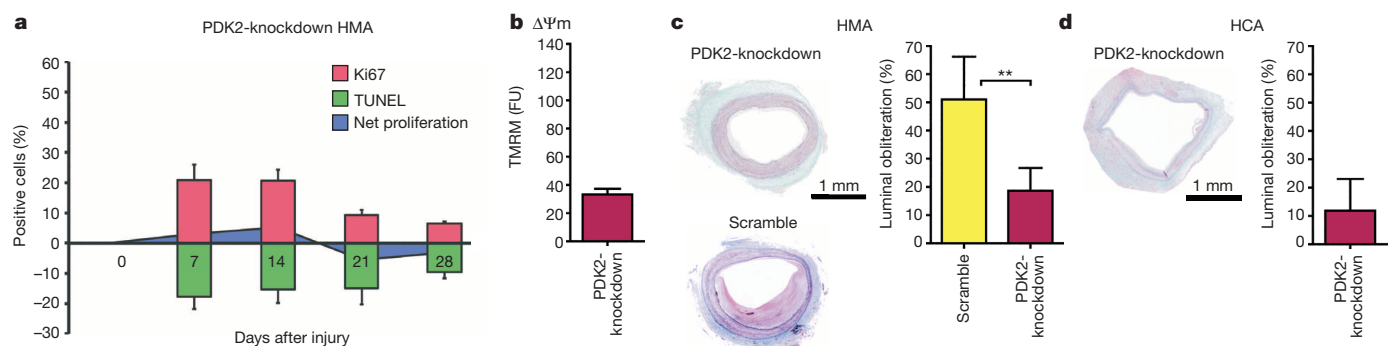 a
PDK2-knockdown HMA
Positive cells (%)
60
50
40
30
20
10
0
−10
−20
−30
Ki67
TUNEL
Net proliferation
0
7
14
21
28
Days after injury
b
ΔΨm
TMRM (FU)
140
120
100
80
60
40
20
0
PDK2-
knockdown
c
HMA
PDK2-knockdown
1 mm
Scramble
Luminal obliteration (%)
70
60
50
40
30
20
10
0
**
Scramble
PDK2-
knockdown
d
HCA
PDK2-knockdown
1 mm
Luminal obliteration (%)
70
60
50
40
30
20
10
0
PDK2-
knockdown